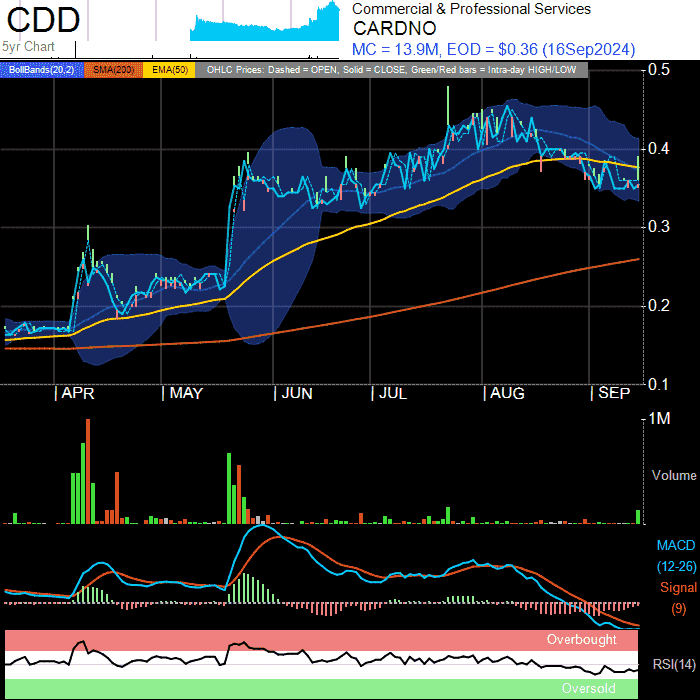 CDD
5yr Chart
Commercial & Professional Services
CARDNO
MC = 13.9M, EOD = $0.36 (16Sep2024)
BollBands(20,2) SMA(200) EMA(50) OHLC Prices: Dashed = OPEN, Solid = CLOSE, Green/Red bars = Intra-day HIGH/LOW
0.5
0.4
0.3
0.2
0.1
APR MAY JUN JUL AUG SEP
1M
Volume
MACD
(12-26)
Signal
(9)
Overbought
RSI(14)
Oversold